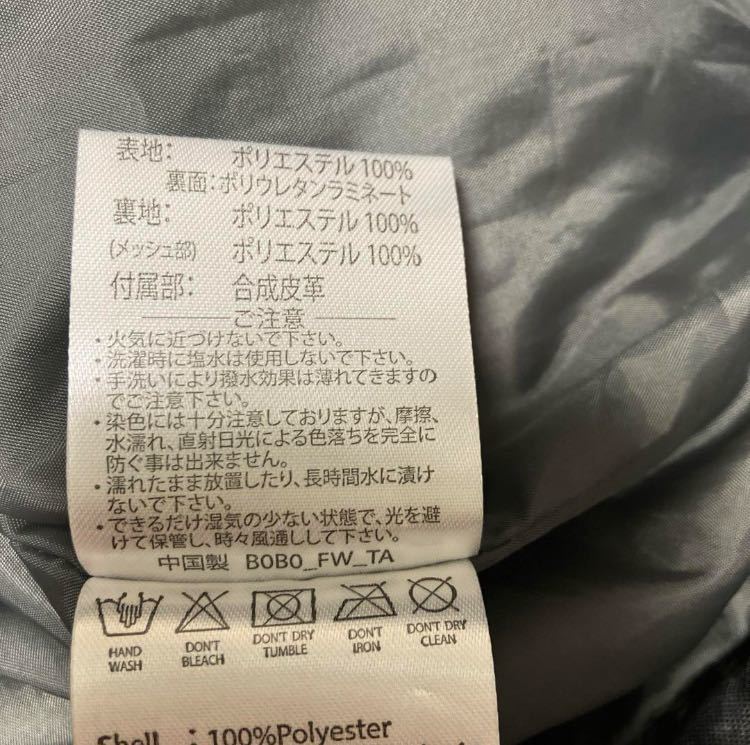 表地: ポリエステル 100%
裏面:ポリウレタンラミネート
裏地: ポリエステル 100%
(メッシュ部) ポリエステル 100%
付属部: 合成皮革
ご注意
・火気に近づけないで下さい。
・洗濯時に塩水は使用しないで下さい。
・手洗いにより撥水効果は薄れてきますの
でご注意下さい。
・染色には十分注意しておりますが、摩擦、
水濡れ、直射日光による色落ちを完全に
防ぐ事は出来ません。
・濡れたまま放置したり、長時間水に漬け
ないで下さい。
・できるだけ湿気の少ない状態で、光を避
けて保管し、時々風通しして下さい。
中国製 B0B0_FW_TA
HAND WASH
DON'T BLEACH
DON'T DRY TUMBLE
DON'T IRON
DON'T DRY CLEAN
Shell : 100%Polyester